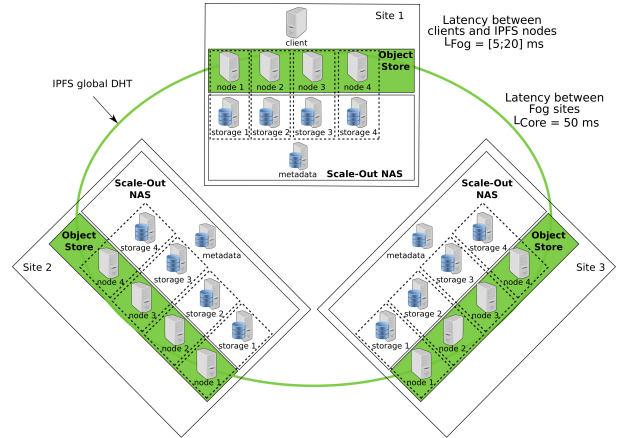 Site 1
client
Object
Store
node 1
node 2
node 3
node 4
storage 1
storage 2
storage 3
storage 4
metadata
Scale-Out NAS
Latency between
clients and IPFS nodes
LFog = [5;20] ms
IPFS global DHT
Latency between
Fog sites
LCore = 50 ms
Scale-Out
NAS
Object
Store
Site 2
storage 4
metadata
storage 3
node 4
node 3
storage 2
node 2
storage 1
node 1
Scale-Out
NAS
Object
Store
Site 3
storage 4
metadata
storage 3
node 4
storage 2
node 3
storage 1
node 2
node 1